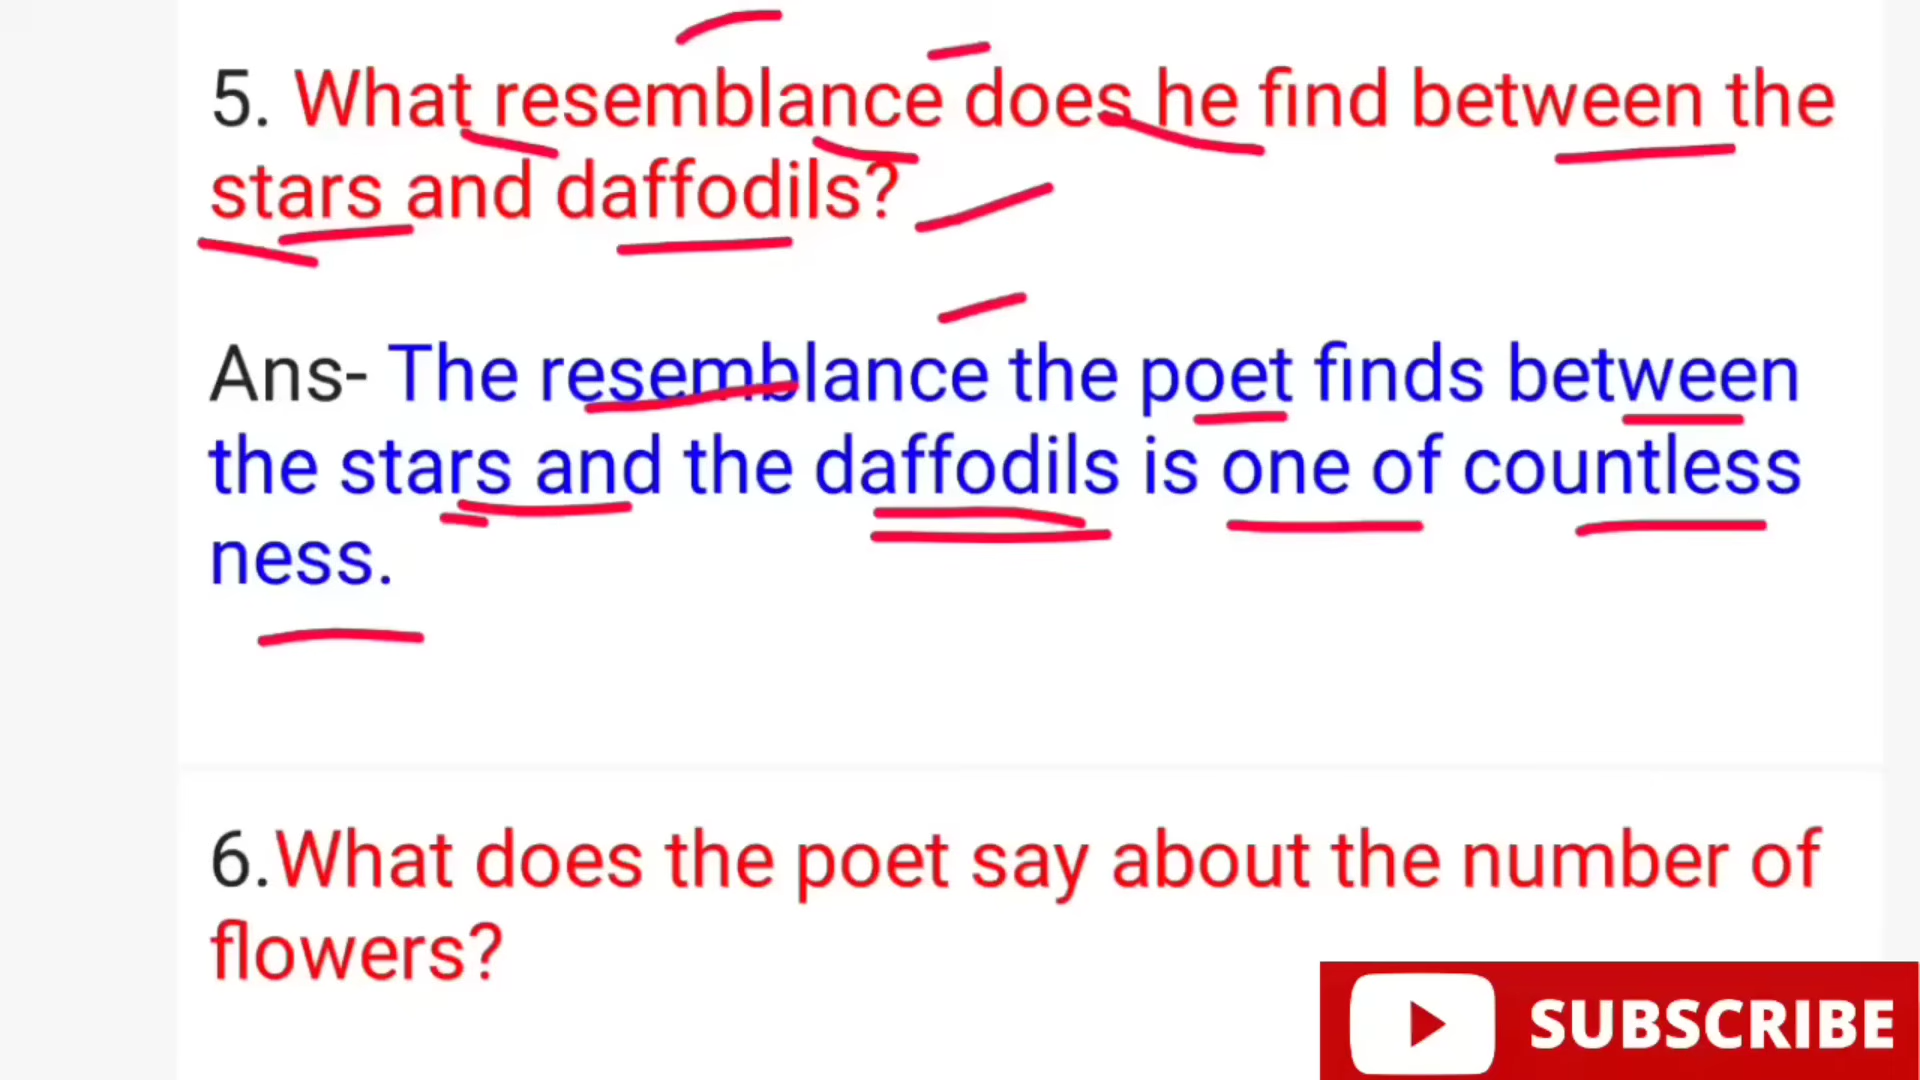 5. What resemblance does he find between the
stars and daffodils?
Ans- The resemblance the poet finds between
the stars and the daffodils is one of countless
ness.
6.What does the poet say about the number of
flowers?
SUBSCRIBE